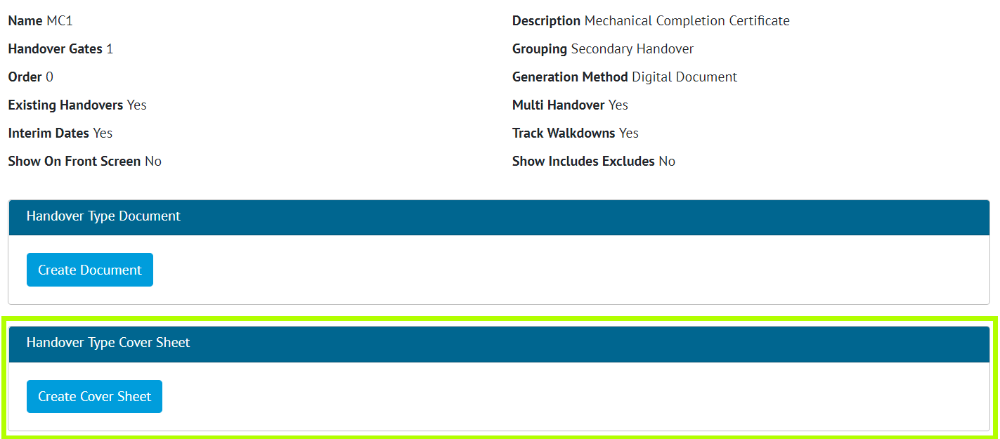 Name MC1
Description Mechanical Completion Certificate
Handover Gates 1
Grouping Secondary Handover
Order 0
Generation Method Digital Document
Existing Handovers Yes
Multi Handover Yes
Interim Dates Yes
Track Walkdowns Yes
Show On Front Screen No
Show Includes Excludes No
Handover Type Document
Create Document
Handover Type Cover Sheet
Create Cover Sheet